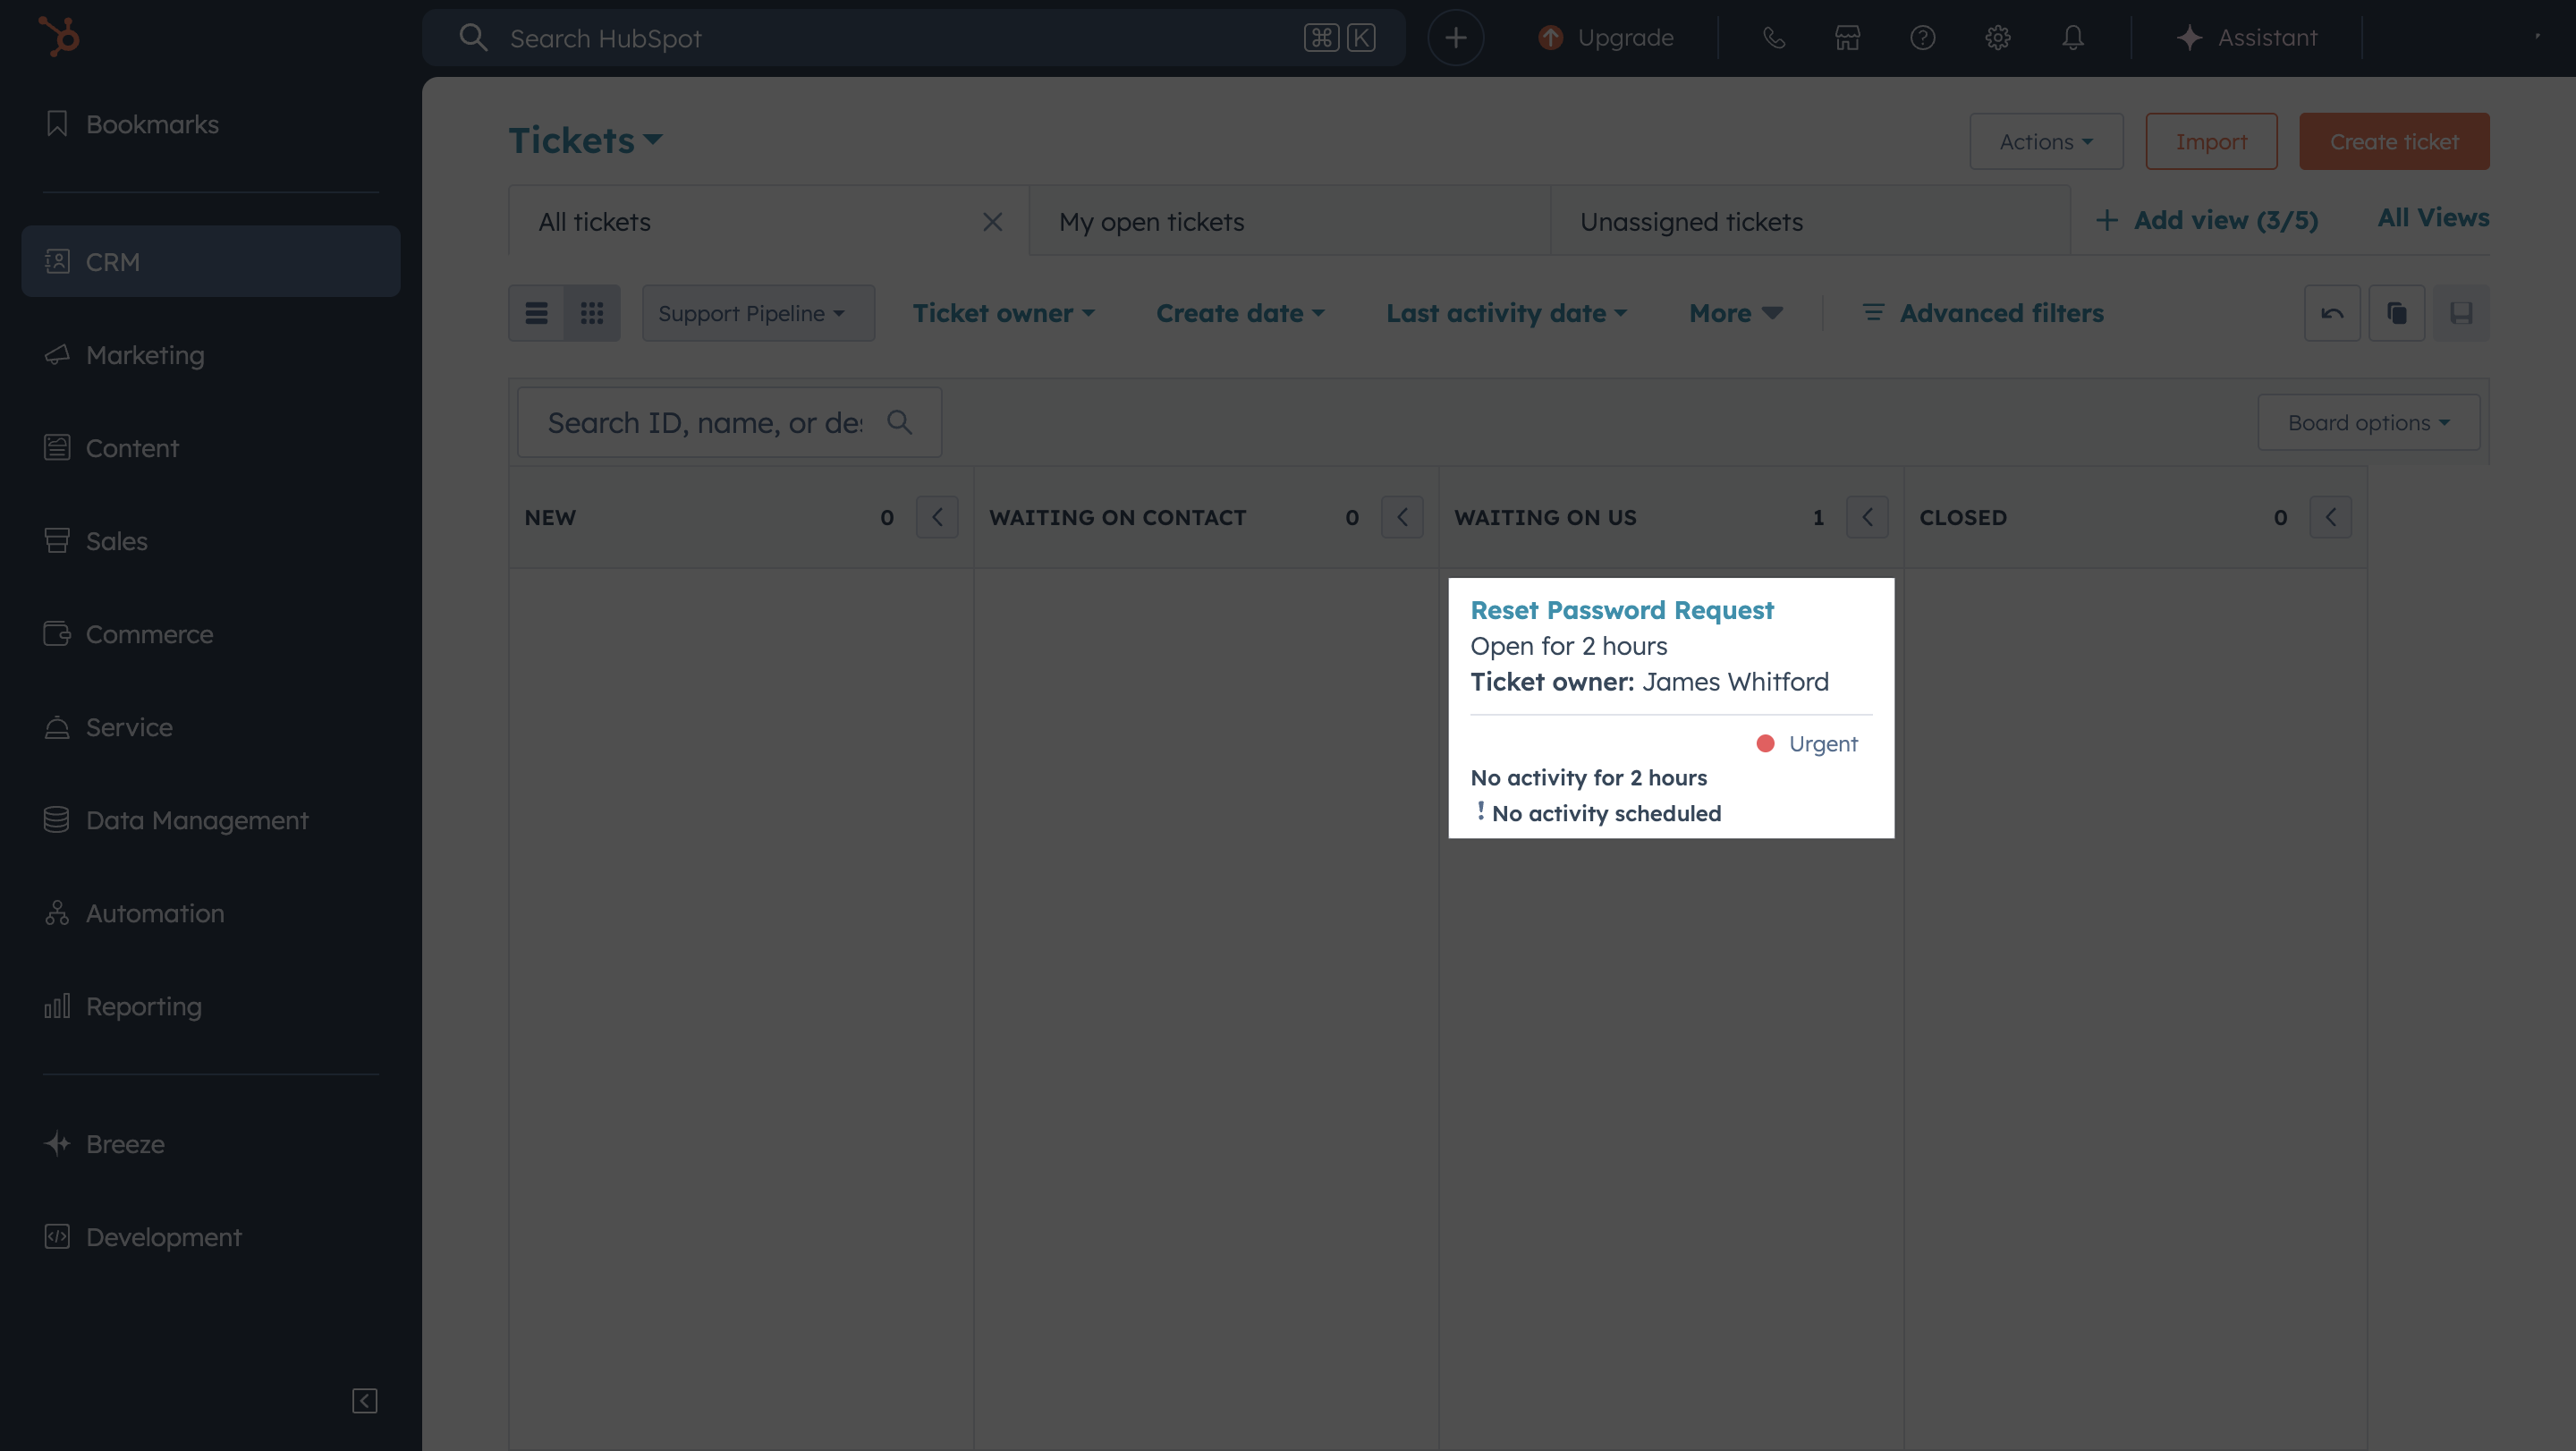 Search HubSpot
⌘ K
Upgrade
Assistant
Bookmarks
CRM
Marketing
Content
Sales
Commerce
Service
Data Management
Automation
Reporting
Breeze
Development
Tickets
Actions
Import
Create ticket
All tickets
My open tickets
Unassigned tickets
Add view (3/5)
All Views
Support Pipeline
Ticket owner
Create date
Last activity date
More
Advanced filters
Search ID, name, or des
Board options
NEW 0
WAITING ON CONTACT 0
WAITING ON US 1
CLOSED 0
Reset Password Request
Open for 2 hours
Ticket owner: James Whitford
Urgent
No activity for 2 hours
! No activity scheduled